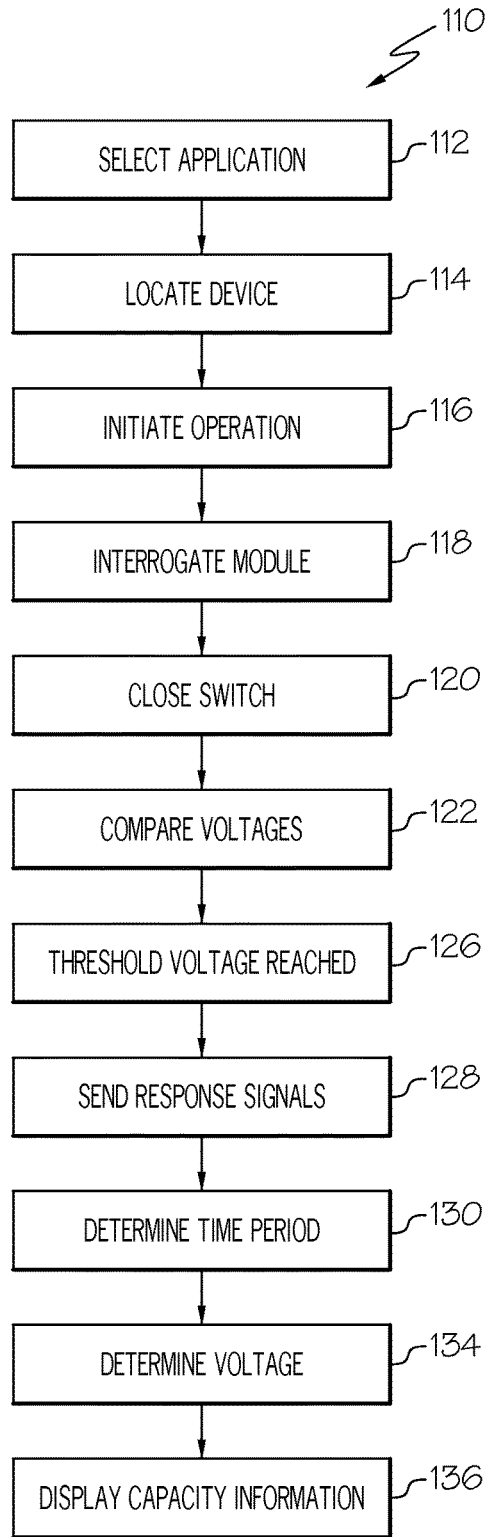 110
SELECT APPLICATION 112
LOCATE DEVICE 114
INITIATE OPERATION 116
INTERROGATE MODULE 118
CLOSE SWITCH 120
COMPARE VOLTAGES 122
THRESHOLD VOLTAGE REACHED 126
SEND RESPONSE SIGNALS 128
DETERMINE TIME PERIOD 130
DETERMINE VOLTAGE 134
DISPLAY CAPACITY INFORMATION 136